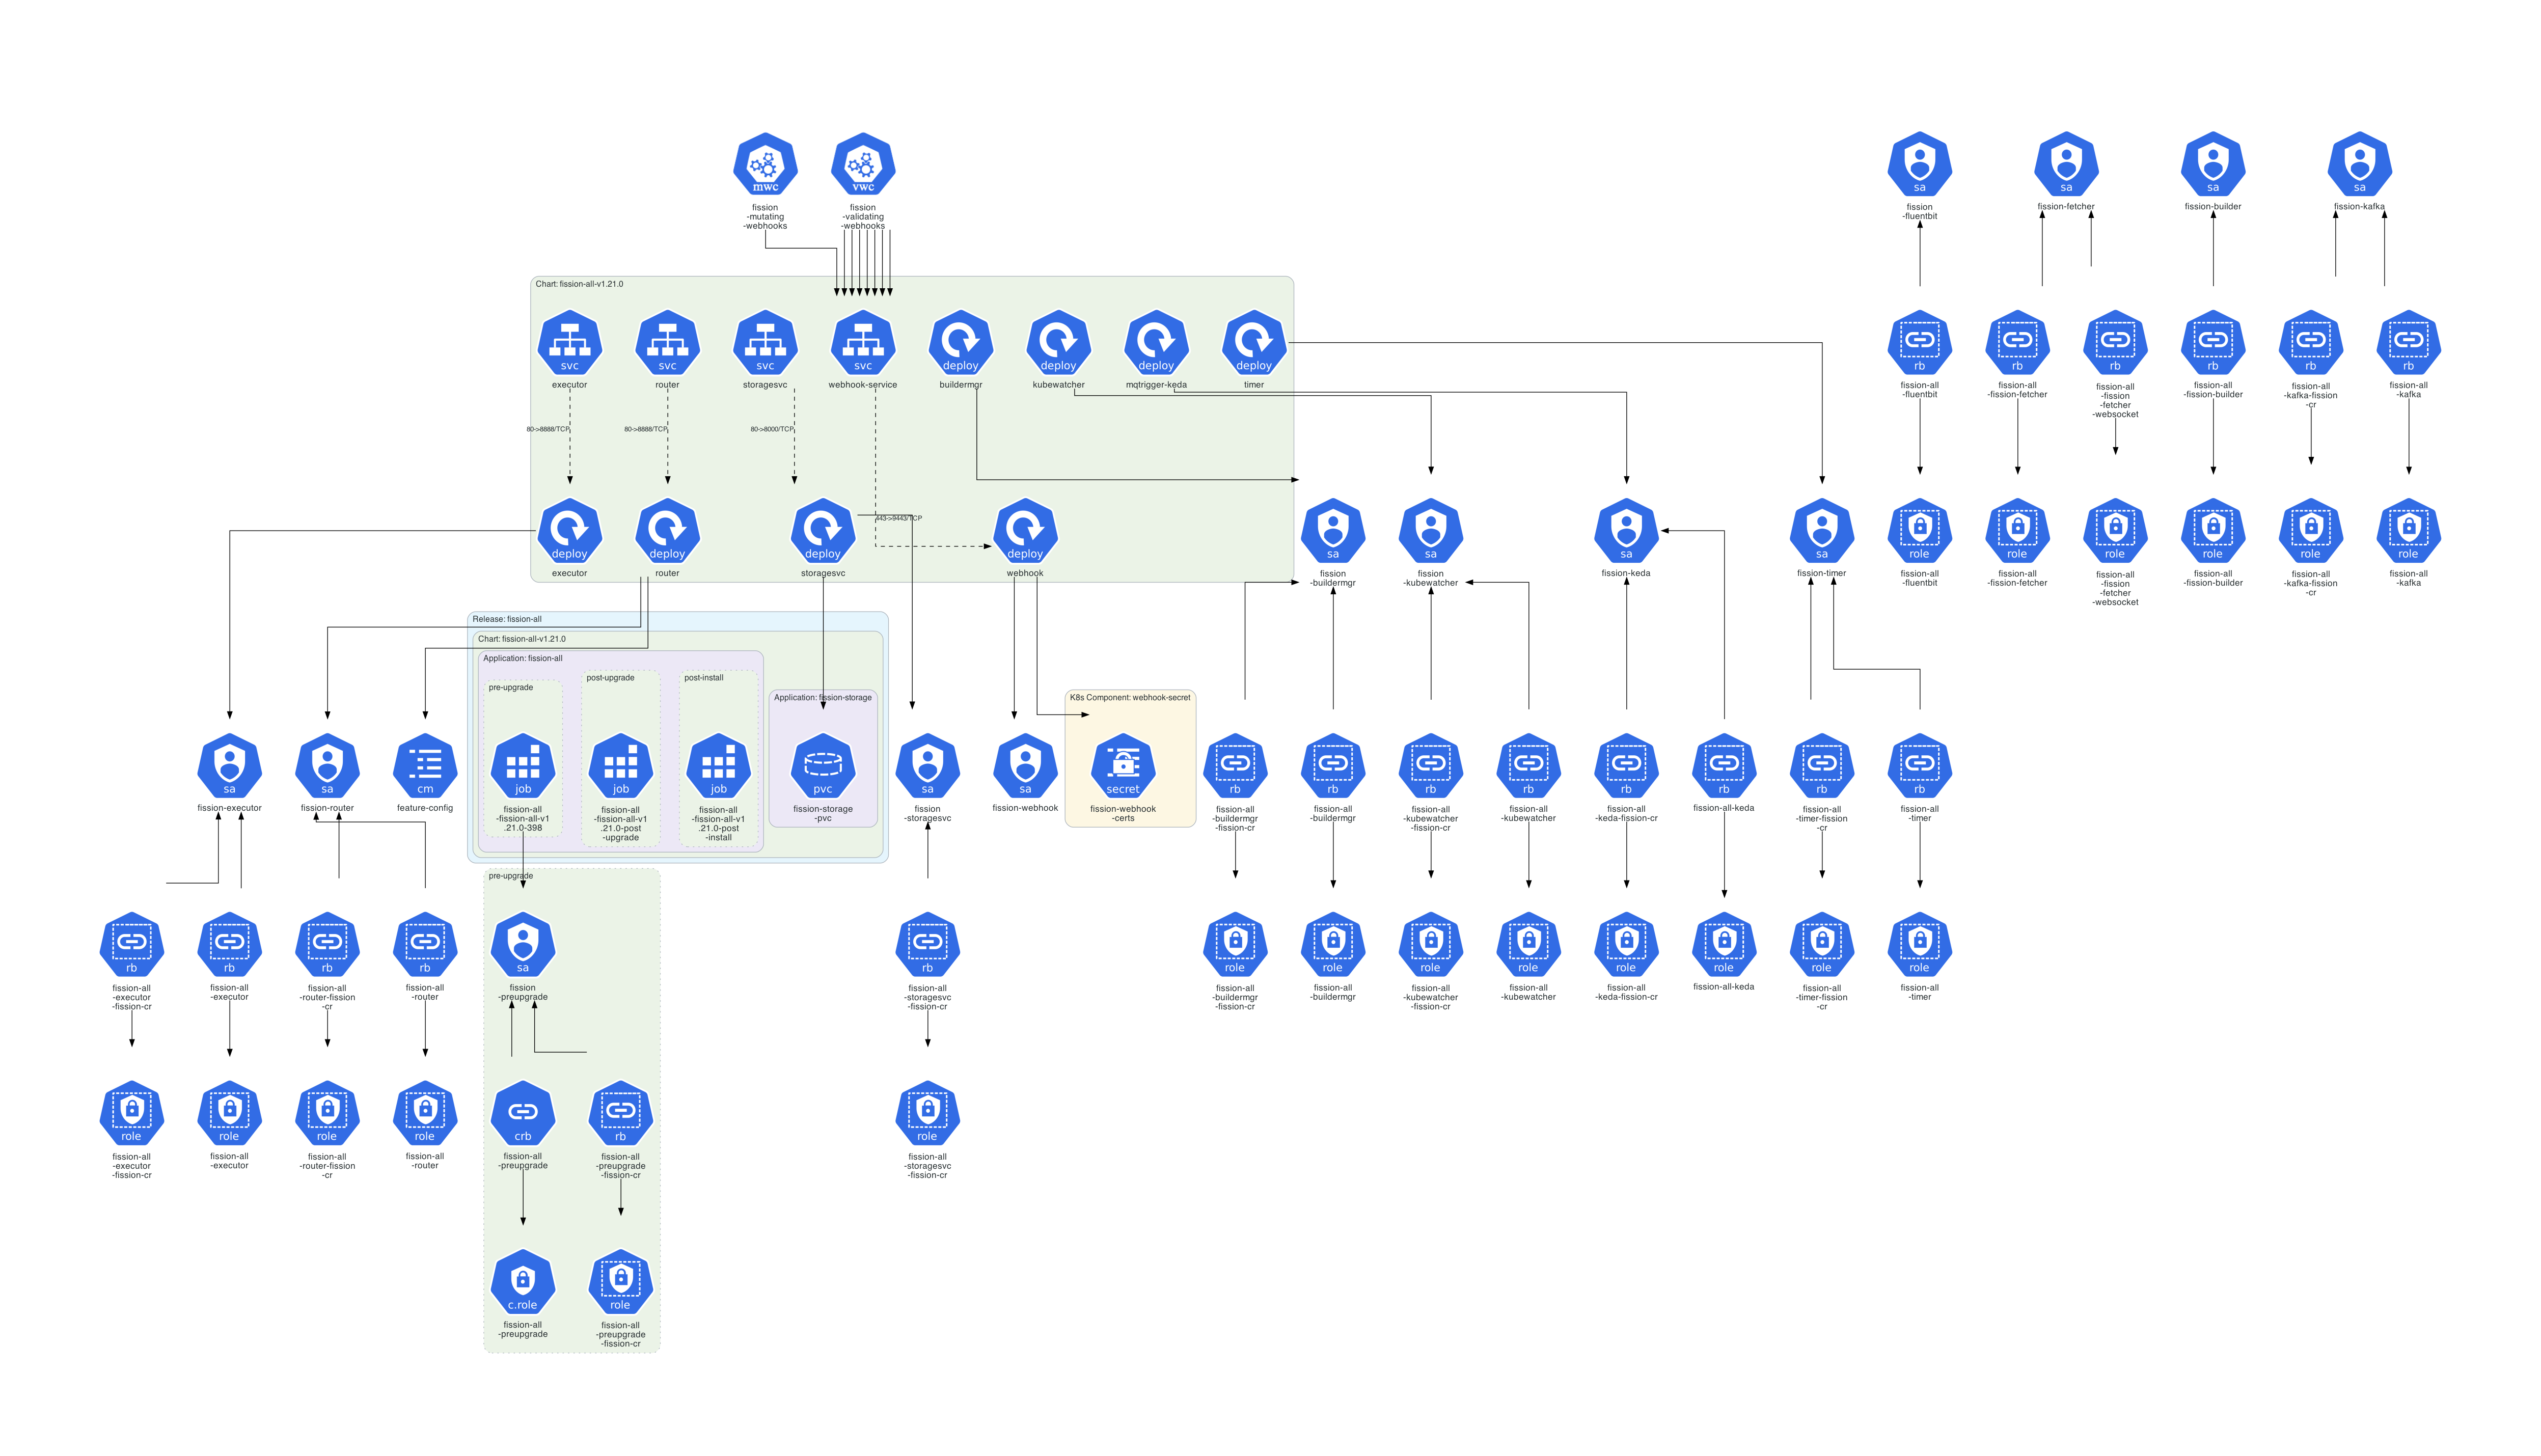 mwc
fission
-mutating
-webhooks
vwc
fission
-validating
-webhooks
sa
fission
-fluentbit
sa
fission-fetcher
sa
fission-builder
sa
fission-kafka
Chart: fission-all-v1.21.0
svc
executor
svc
router
svc
storagesvc
svc
webhook-service
deploy
buildermgr
deploy
kubewatcher
deploy
mqtrigger-keda
deploy
timer
rb
fission-all
-fluentbit
rb
fission-all
-fission-fetcher
rb
fission-all
-fission
-fetcher
-websocket
rb
fission-all
-fission-builder
rb
fission-all
-kafka-fission
-cr
rb
fission-all
-kafka
80->8888/TCP
80->8888/TCP
80->8000/TCP
443->9443/TCP
deploy
executor
deploy
router
deploy
storagesvc
deploy
webhook
sa
fission
-buildermgr
sa
fission
-kubewatcher
sa
fission-keda
sa
fission-timer
role
fission-all
-fluentbit
role
fission-all
-fission-fetcher
role
fission-all
-fission
-fetcher
-websocket
role
fission-all
-fission-builder
role
fission-all
-kafka-fission
-cr
role
fission-all
-kafka
Release: fission-all
Chart: fission-all-v1.21.0
Application: fission-all
pre-upgrade
post-upgrade
post-install
Application: fission-storage
K8s Component: webhook-secret
sa
fission-executor
sa
fission-router
cm
feature-config
job
fission-all
-fission-all-v1
.21.0-398
job
fission-all
-fission-all-v1
.21.0-post
-upgrade
job
fission-all
-fission-all-v1
.21.0-post
-install
pvc
fission-storage
-pvc
sa
fission
-storagesvc
sa
fission-webhook
secret
fission-webhook
-certs
rb
fission-all
-buildermgr
-fission-cr
rb
fission-all
-buildermgr
rb
fission-all
-kubewatcher
-fission-cr
rb
fission-all
-kubewatcher
rb
fission-all
-keda-fission-cr
rb
fission-all-keda
rb
fission-all
-timer-fission
-cr
rb
fission-all
-timer
pre-upgrade
rb
fission-all
-executor
-fission-cr
rb
fission-all
-executor
rb
fission-all
-router-fission
-cr
rb
fission-all
-router
sa
fission
-preupgrade
rb
fission-all
-storagesvc
-fission-cr
role
fission-all
-buildermgr
-fission-cr
role
fission-all
-buildermgr
role
fission-all
-kubewatcher
-fission-cr
role
fission-all
-kubewatcher
role
fission-all
-keda-fission-cr
role
fission-all-keda
role
fission-all
-timer-fission
-cr
role
fission-all
-timer
role
fission-all
-executor
-fission-cr
role
fission-all
-executor
role
fission-all
-router-fission
-cr
role
fission-all
-router
crb
fission-all
-preupgrade
rb
fission-all
-preupgrade
-fission-cr
role
fission-all
-storagesvc
-fission-cr
c.role
fission-all
-preupgrade
role
fission-all
-preupgrade
-fission-cr